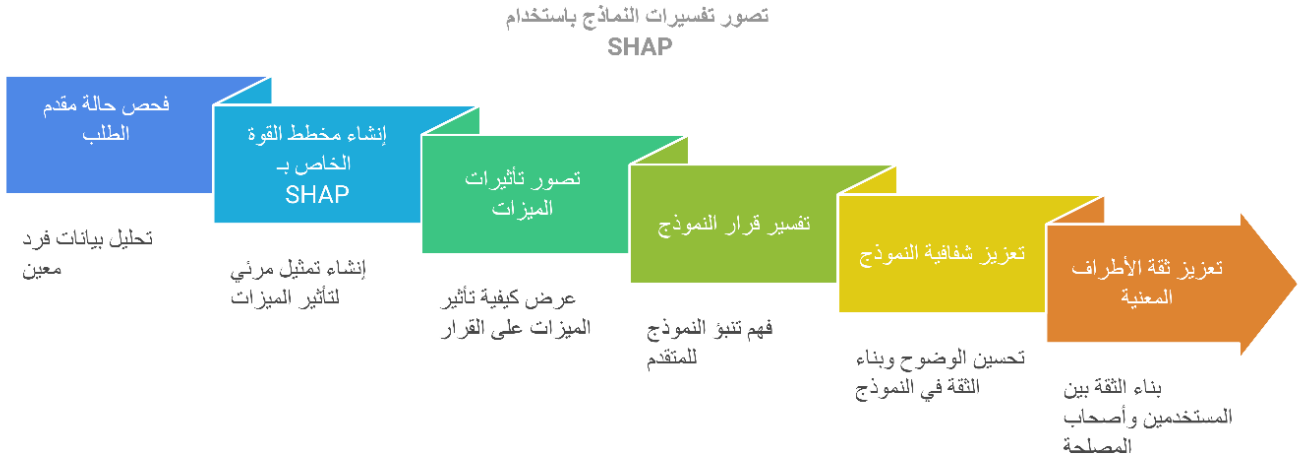 تصور تفسيرات النماذج باستخدام
SHAP
فحص حالة مقدم
الطلب
تحليل بيانات فرد
معين
إنشاء مخطط القوة
الخاص بـ
SHAP
إنشاء تمثيل مرئي
لتأثير الميزات
تصور تأثيرات
الميزات
عرض كيفية تأثير
الميزات على القرار
تفسير قرار النموذج
فهم تنبؤ النموذج
للمتقدم
تعزيز شفافية النموذج
تحسين الوضوح وبناء
الثقة في النموذج
تعزيز ثقة الأطراف
المعنية
بناء الثقة بين
المستخدمين وأصحاب
المصلحة